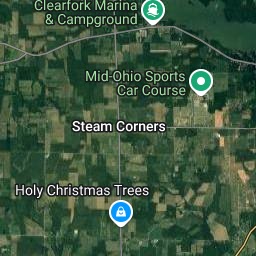 Clearfork Marina
& Campground
Mid-Ohio Sports
Car Course
Steam Corners
Holy Christmas Trees